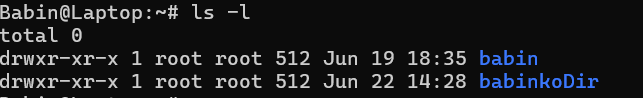 Babin@Laptop:~# ls -l
total 0
drwxr-xr-x 1 root root 512 Jun 19 18:35 babin
drwxr-xr-x 1 root root 512 Jun 22 14:28 babinkoDir